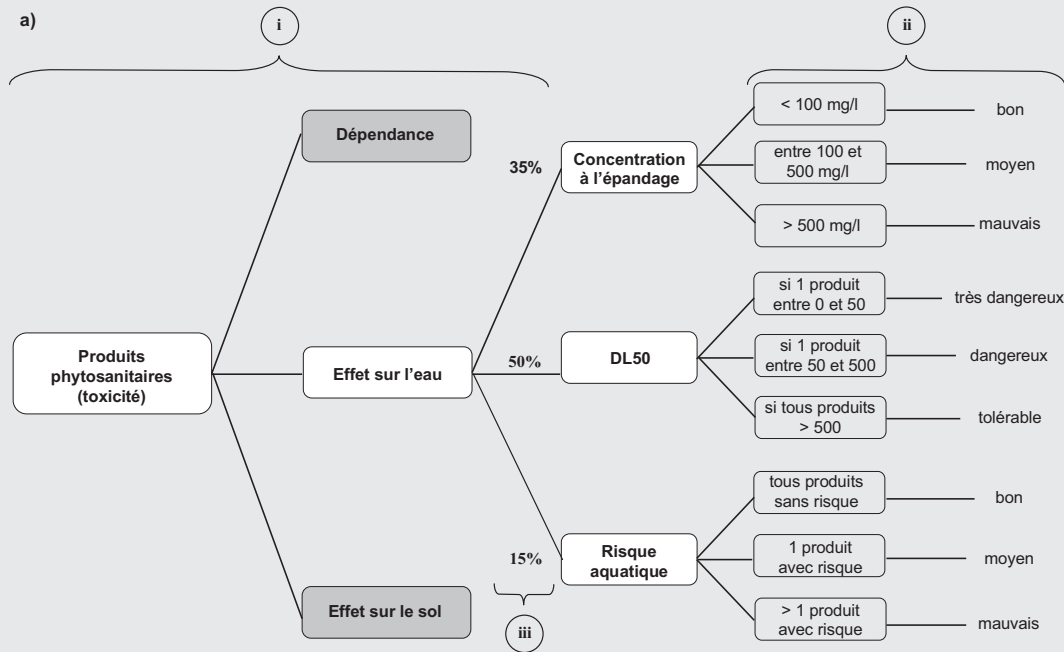 a)
i
ii
Produits
phytosanitaires
(toxicité)
Dépendance
Effet sur l'eau
Effet sur le sol
35%
Concentration
à l'épandage
< 100 mg/l
bon
entre 100 et
500 mg/l
moyen
> 500 mg/l
mauvais
50%
DL50
si 1 produit
entre 0 et 50
très dangereux
si 1 produit
entre 50 et 500
dangereux
si tous produits
> 500
tolérable
15%
Risque
aquatique
tous produits
sans risque
bon
1 produit
avec risque
moyen
> 1 produit
avec risque
mauvais
iii